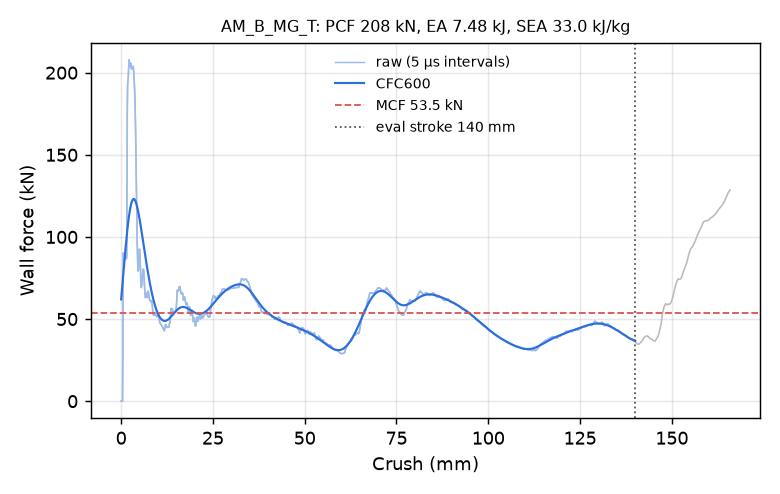 AM_B_MG_T: PCF 208 kN, EA 7.48 kJ, SEA 33.0 kJ/kg
raw (5 µs intervals)
CFC600
MCF 53.5 kN
eval stroke 140 mm
Wall force (kN)
200
150
100
50
0
0 25 50 75 100 125 150
Crush (mm)